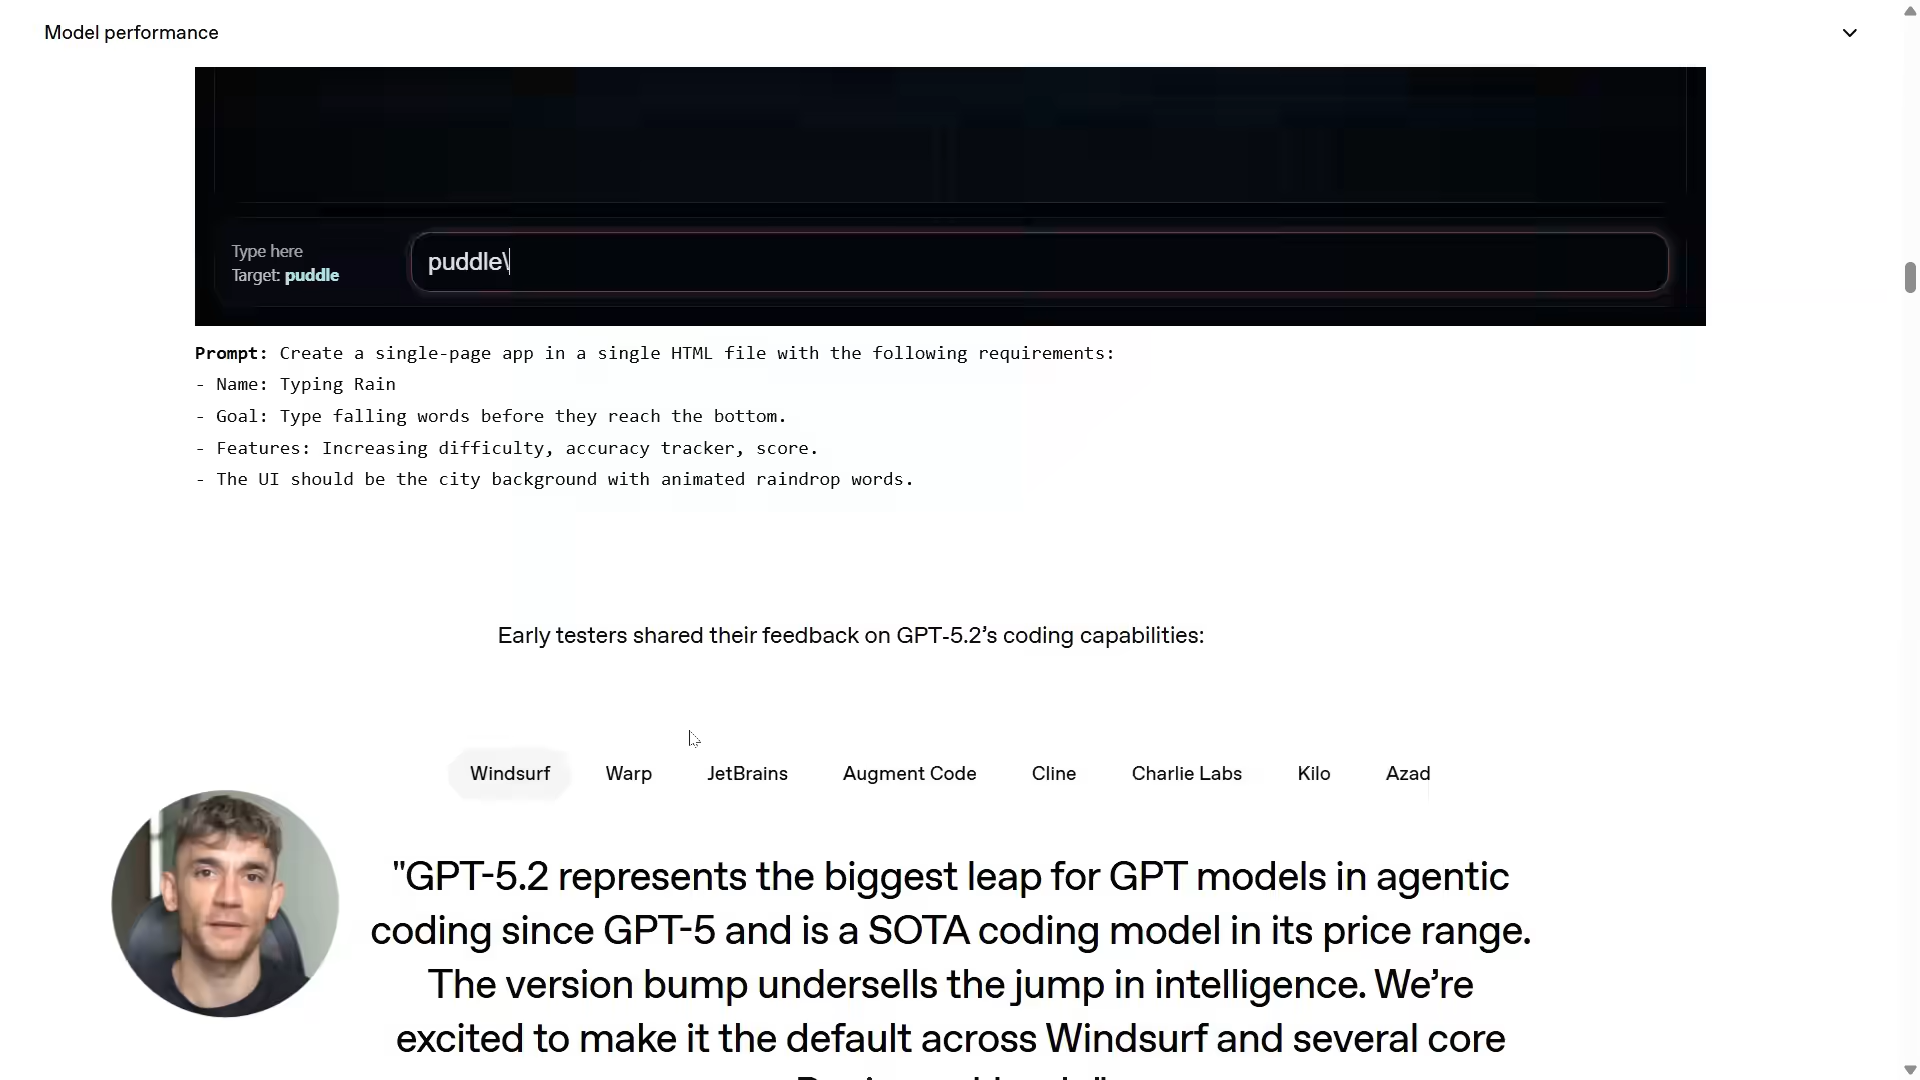 Model performance
Type here
Target: puddle
puddle\
Prompt: Create a single-page app in a single HTML file with the following requirements:
- Name: Typing Rain
- Goal: Type falling words before they reach the bottom.
- Features: Increasing difficulty, accuracy tracker, score.
- The UI should be the city background with animated raindrop words.
Early testers shared their feedback on GPT-5.2’s coding capabilities:
Windsurf Warp JetBrains Augment Code Cline Charlie Labs Kilo Azad
"GPT-5.2 represents the biggest leap for GPT models in agentic
coding since GPT-5 and is a SOTA coding model in its price range.
The version bump undersells the jump in intelligence. We’re
excited to make it the default across Windsurf and several core